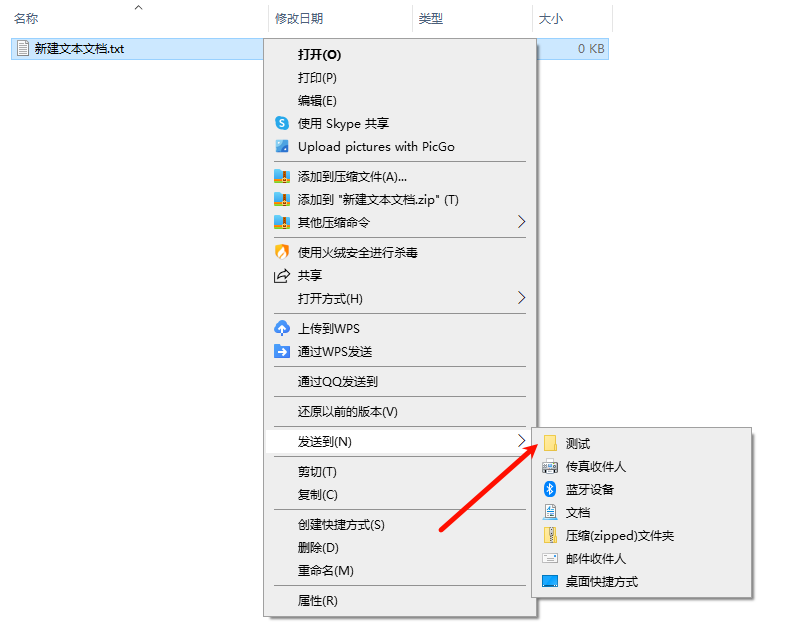 名称 修改日期 类型 大小
新建文本文档.txt 0 KB
打开(O)
打印(P)
编辑(E)
使用 Skype 共享
Upload pictures with PicGo
添加到压缩文件(A)...
添加到 "新建文本文档.zip" (T)
其他压缩命令
使用火绒安全进行杀毒
共享
打开方式(H)
上传到WPS
通过WPS发送
通过QQ发送到
还原以前的版本(V)
发送到(N)
剪切(T)
复制(C)
创建快捷方式(S)
删除(D)
重命名(M)
属性(R)
测试
传真收件人
蓝牙设备
文档
压缩(zipped)文件夹
邮件收件人
桌面快捷方式